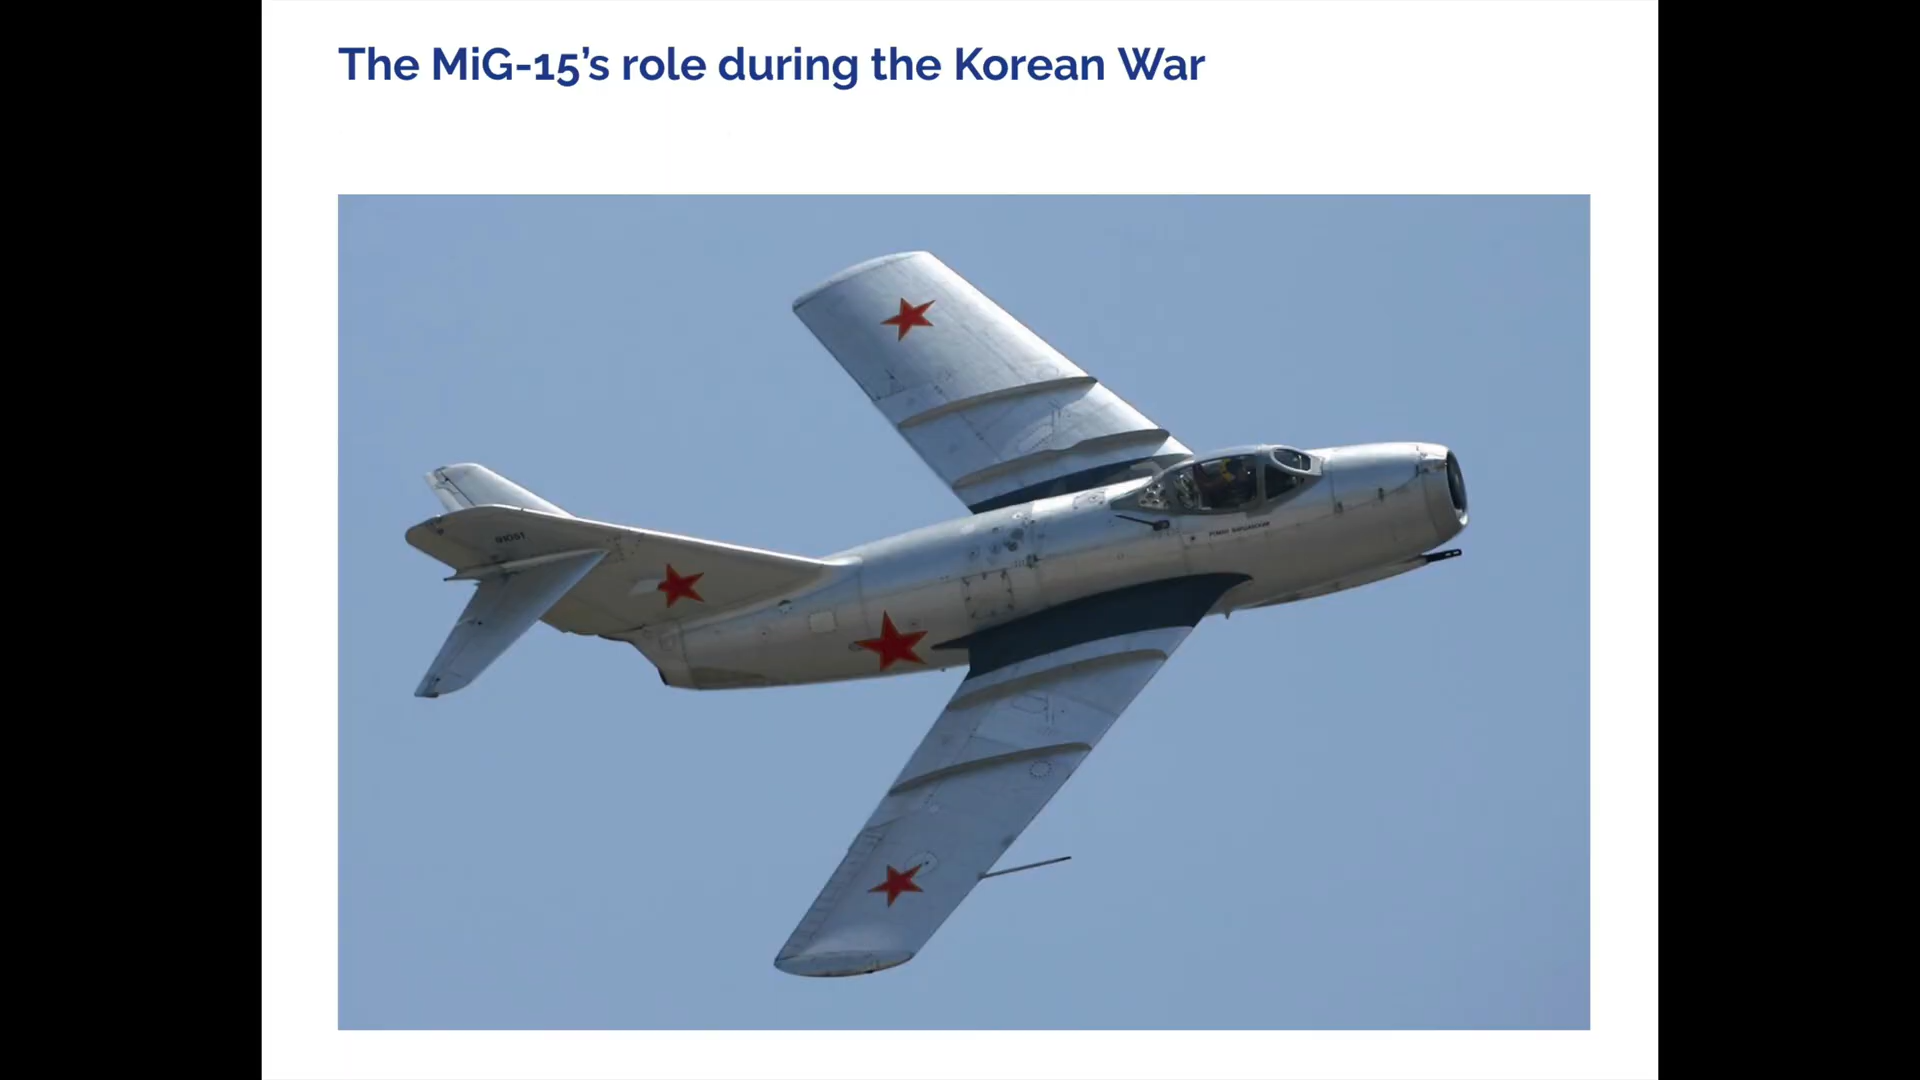 The MiG-15’s role during the Korean War